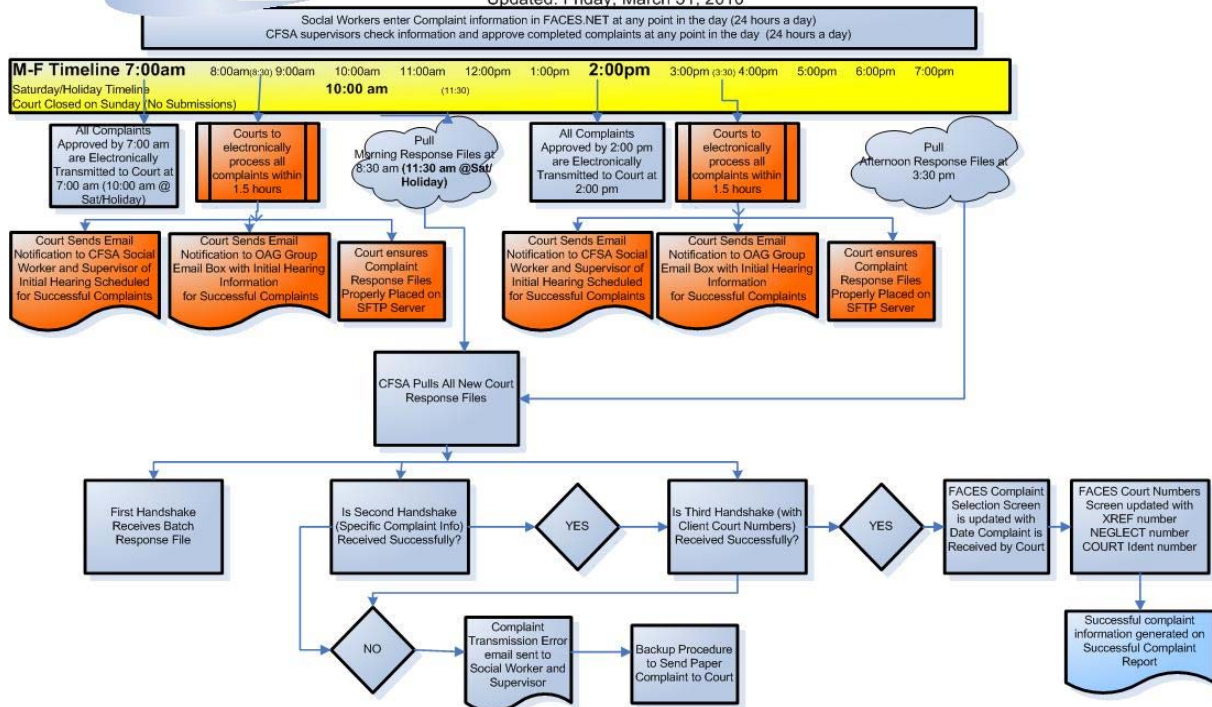 Updated: Friday, March 31, 2010
Social Workers enter Complaint information in FACES.NET at any point in the day (24 hours a day)
CFSA supervisors check information and approve completed complaints at any point in the day  (24 hours a day)
M-F Timeline 7:00am 8:00am(8:30) 9:00am 10:00am 11:00am 12:00pm 1:00pm 2:00pm 3:00pm (3:30) 4:00pm 5:00pm 6:00pm 7:00pm
Saturday/Holiday Timeline 10:00 am (11:30)
Court Closed on Sunday (No Submissions)
All Complaints
Approved by 7:00 am
are Electronically
Transmitted to Court at
7:00 am (10:00 am @
Sat/Holiday)
Courts to
electronically
process all
complaints within
1.5 hours
Pull
Morning Response Files at
8:30 am (11:30 am @Sat/
Holiday)
All
Complaints
Approved by 2:00 pm
are Electronically
Transmitted to Court at
2:00 pm
Courts to
electronically
process all
complaints within
1.5 hours
Pull
Afternoon Response Files at
3:30 pm
Court Sends Email
Notification to CFSA Social
Worker and Supervisor of
Initial Hearing Scheduled
for Successful Complaints
Court Sends Email
Notification to OAG Group
Email Box with Initial Hearing
Information
for Successful Complaints
Court ensures
Complaint
Response Files
Properly Placed on
SFTP Server
Court Sends Email
Notification to CFSA Social
Worker and Supervisor of
Initial Hearing Scheduled
for Successful Complaints
Court Sends Email
Notification to OAG Group
Email Box with Initial Hearing
Information
for Successful Complaints
Court ensures
Complaint
Response Files
Properly Placed on
SFTP Server
CFSA Pulls All New Court
Response Files
First Handshake
Receives Batch
Response File
Is Second Handshake
(Specific Complaint Info)
Received Successfully?
YES
Is Third Handshake (with
Client Court Numbers)
Received Successfully?
YES
FACES Complaint
Selection Screen
is updated with
Date Complaint is
Received by Court
FACES Court Numbers
Screen updated with
XREF number
NEGLECT number
COURT Ident number
NO
Complaint
Transmission Error
email sent to
Social Worker and
Supervisor
Backup Procedure
to Send Paper
Complaint to Court
Successful complaint
information generated on
Successful Complaint
Report